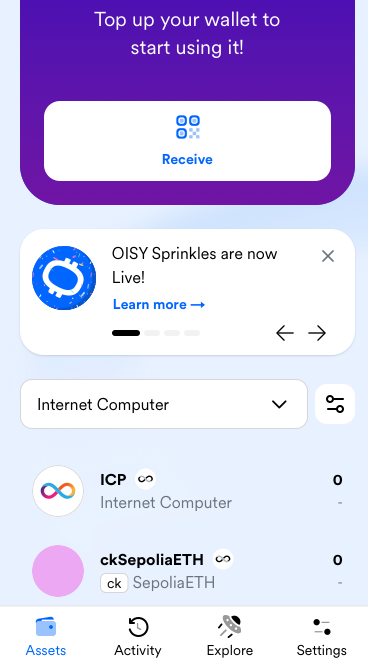 Top up your wallet to
start using it!
Receive
OISY Sprinkles are now
Live!
Learn more →
Internet Computer
ICP
0
Internet Computer
-
ckSepoliaETH
0
ck SepoliaETH
-
Assets
Activity
Explore
Settings